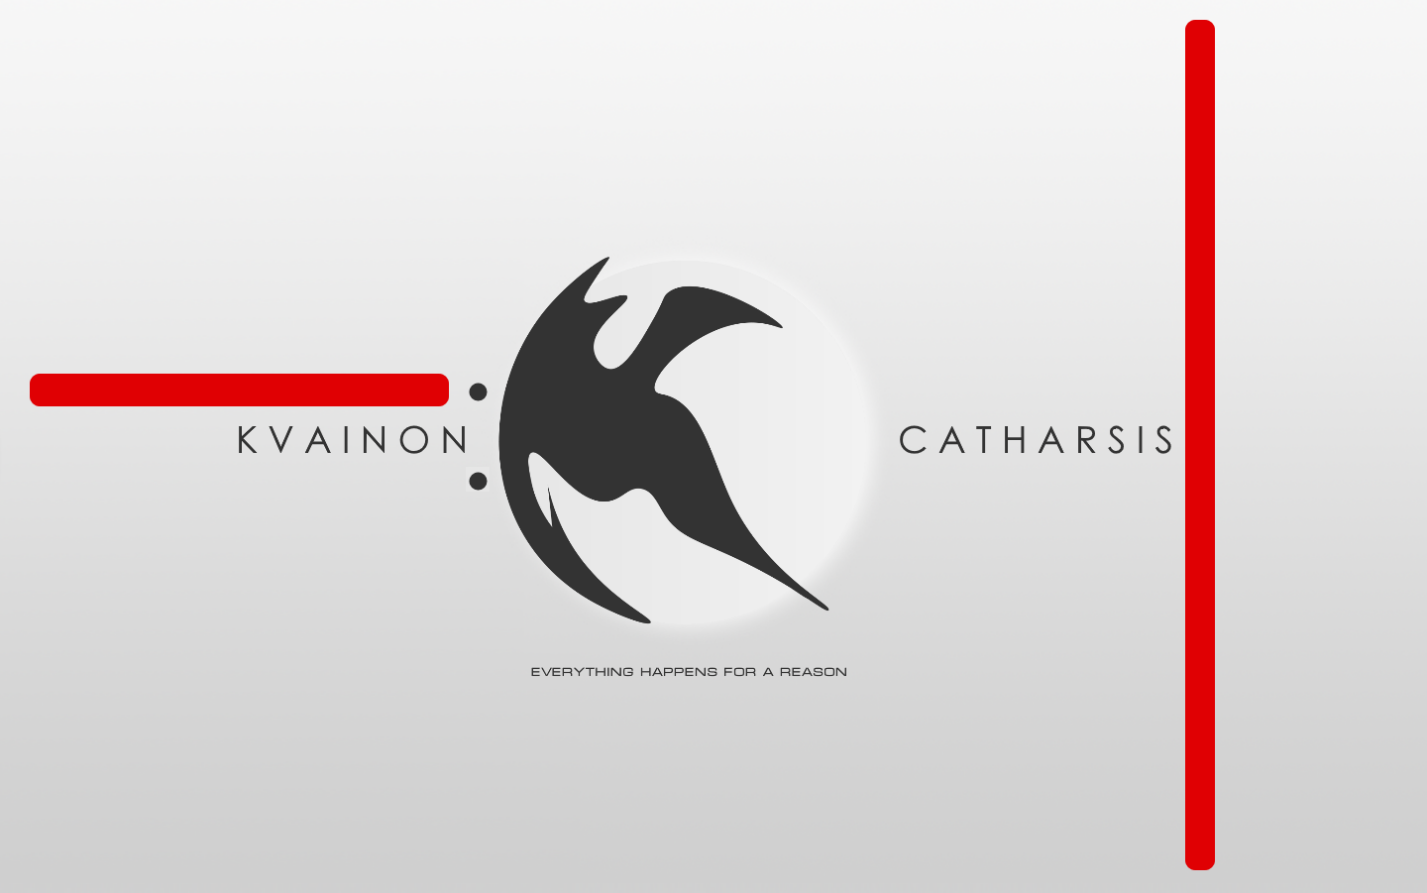 KVAINON CATHARSIS
EVERYTHING HAPPENS FOR A REASON